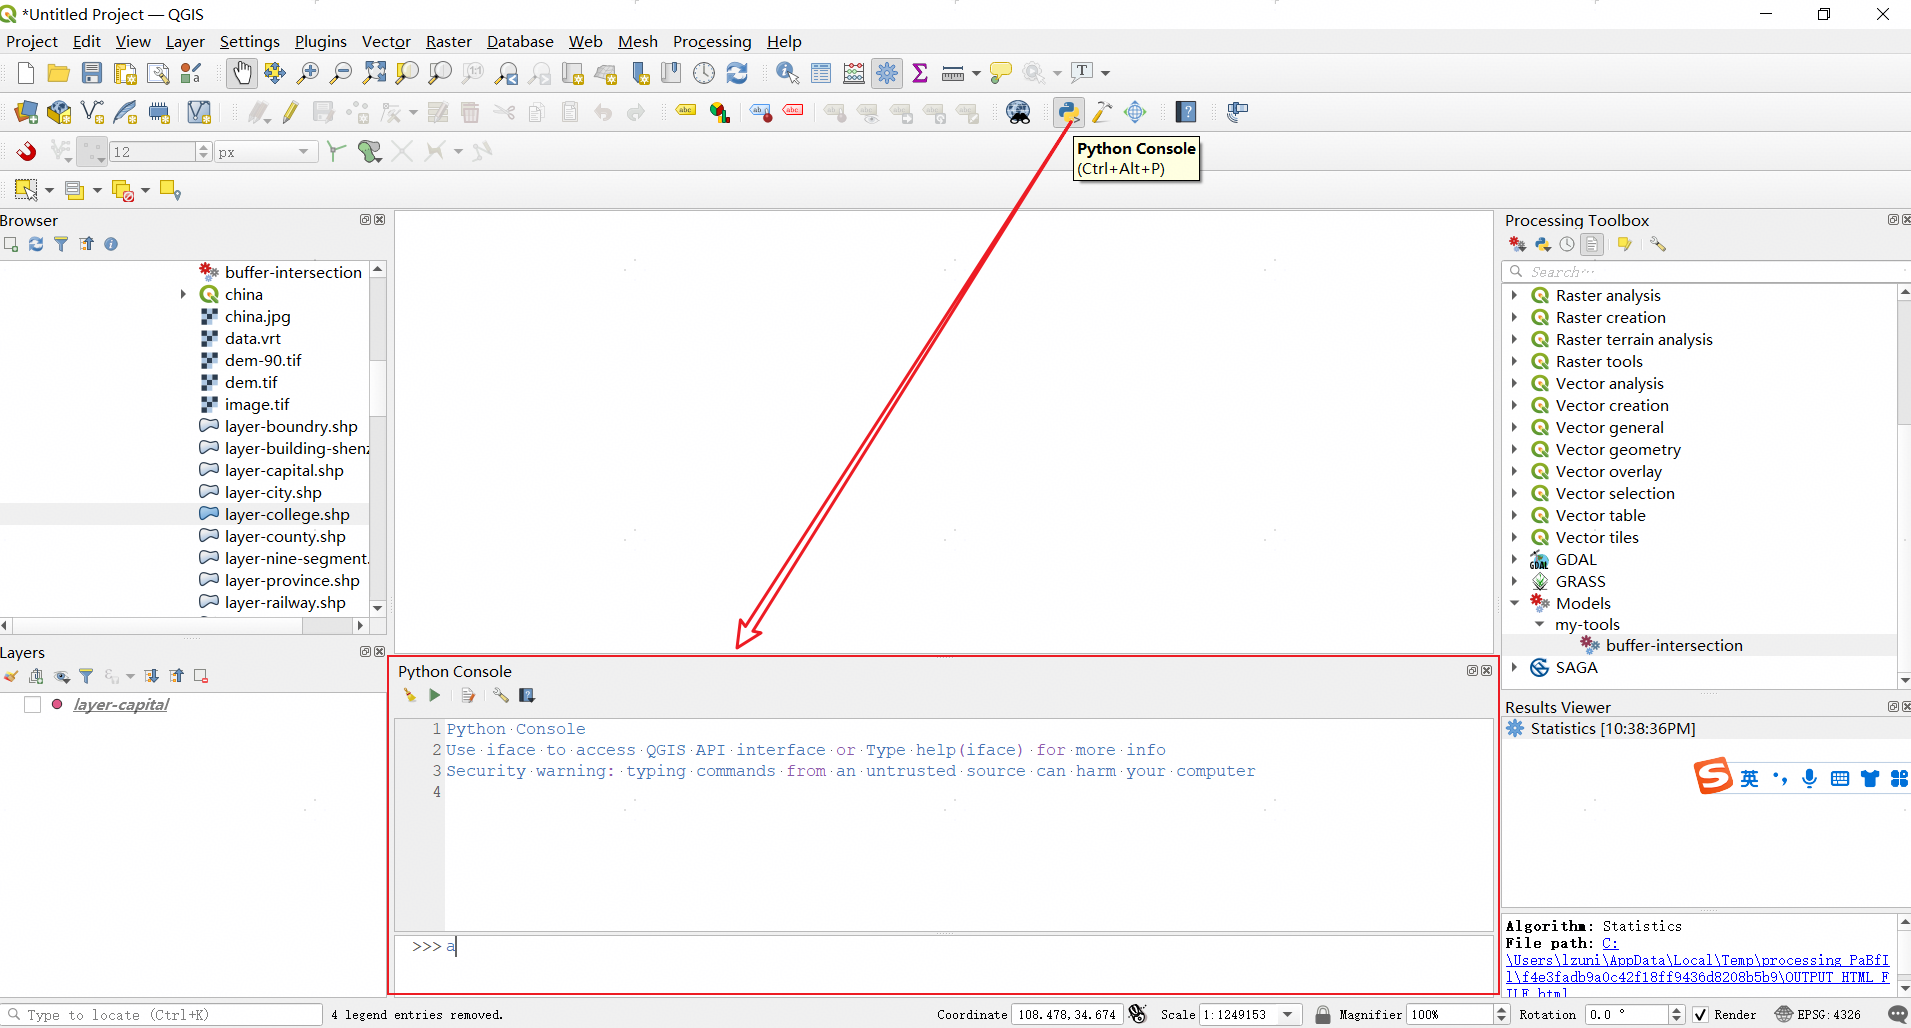 *Untitled Project — QGIS
Project Edit View Layer Settings Plugins Vector Raster Database Web Mesh Processing Help
12 px
Python Console
(Ctrl+Alt+P)
Browser
buffer-intersection
china
china.jpg
data.vrt
dem-90.tif
dem.tif
image.tif
layer-boundry.shp
layer-building-shenz
layer-capital.shp
layer-city.shp
layer-college.shp
layer-county.shp
layer-nine-segment.
layer-province.shp
layer-railway.shp
Layers
layer-capital
Python Console
1 Python Console
2 Use iface to access QGIS API interface or Type help(iface) for more info
3 Security warning: typing commands from an untrusted source can harm your computer
4
>>> a
Processing Toolbox
Search…
Raster analysis
Raster creation
Raster terrain analysis
Raster tools
Vector analysis
Vector creation
Vector general
Vector geometry
Vector overlay
Vector selection
Vector table
Vector tiles
GDAL
GRASS
Models
my-tools
buffer-intersection
SAGA
Results Viewer
Statistics [10:38:36PM]
英
Algorithm: Statistics
File path: C:
\Users\lzuni\AppData\Local\Temp\processing_PaBfI
l\f4e3fadb9a0c42f18ff9436d8208b5b9\OUTPUT_HTML_F
ILE.html
Type to locate (Ctrl+K) 4 legend entries removed. Coordinate 108.478,34.674 Scale 1:1249153 Magnifier 100% Rotation 0.0 ° Render EPSG:4326